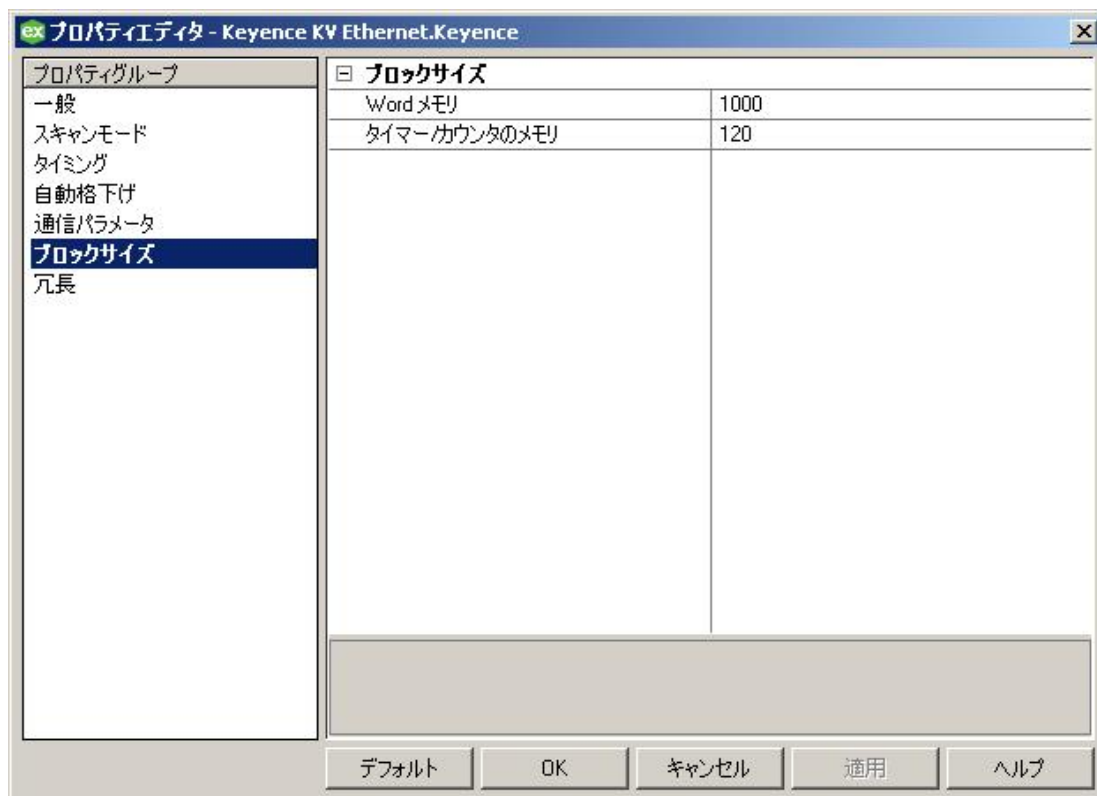 ex プロパティエディタ - Keyence KV Ethernet.Keyence
プロパティグループ
一般
スキャンモード
タイミング
自動格下げ
通信パラメータ
ブロックサイズ
冗長
ブロックサイズ
Word メモリ 1000
タイマー/カウンタのメモリ 120
デフォルト OK キャンセル 適用 ヘルプ